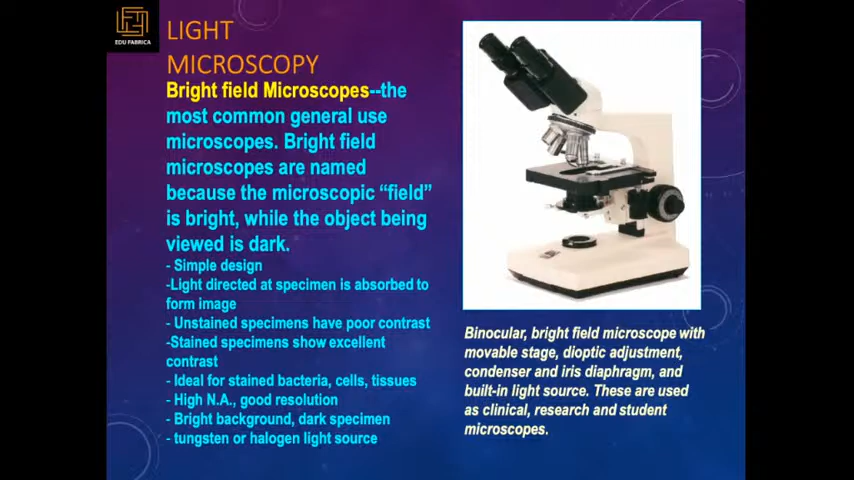 EDU FABRICA
LIGHT
MICROSCOPY
Bright field Microscopes--the
most common general use
microscopes. Bright field
microscopes are named
because the microscopic “field”
is bright, while the object being
viewed is dark.
- Simple design
-Light directed at specimen is absorbed to
form image
- Unstained specimens have poor contrast
-Stained specimens show excellent
contrast
- Ideal for stained bacteria, cells, tissues
- High N.A., good resolution
- Bright background, dark specimen
- tungsten or halogen light source
Binocular, bright field microscope with
movable stage, dioptic adjustment,
condenser and iris diaphragm, and
built-in light source. These are used
as clinical, research and student
microscopes.